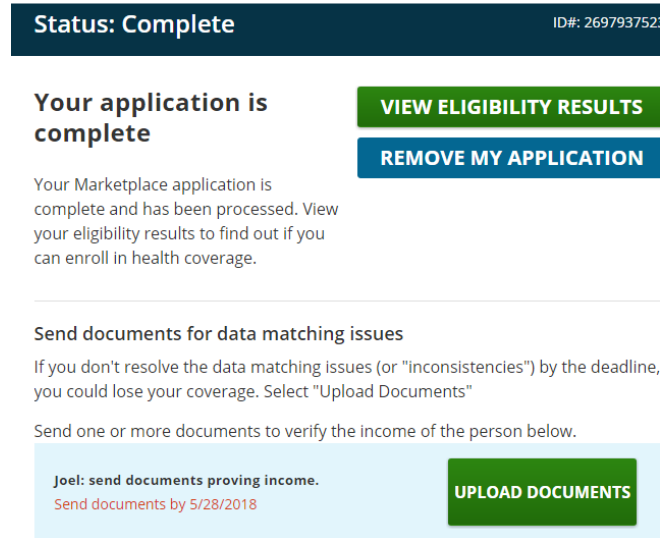 Status: Complete
ID#: 2697937523
Your application is
complete
VIEW ELIGIBILITY RESULTS
REMOVE MY APPLICATION
Your Marketplace application is
complete and has been processed. View
your eligibility results to find out if you
can enroll in health coverage.
Send documents for data matching issues
If you don't resolve the data matching issues (or "inconsistencies") by the deadline,
you could lose your coverage. Select "Upload Documents"
Send one or more documents to verify the income of the person below.
Joel: send documents proving income.
Send documents by 5/28/2018
UPLOAD DOCUMENTS